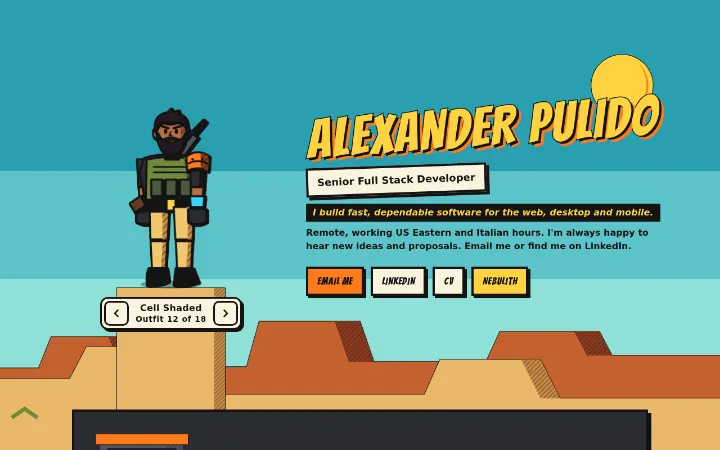 ALEXANDER PULIDO
Senior Full Stack Developer
I build fast, dependable software for the web, desktop and mobile.
Remote, working US Eastern and Italian hours. I'm always happy to
hear new ideas and proposals. Email me or find me on LinkedIn.
EMAIL ME
LINKEDIN
CV
NEBULITH
Cell Shaded
Outfit 12 of 18